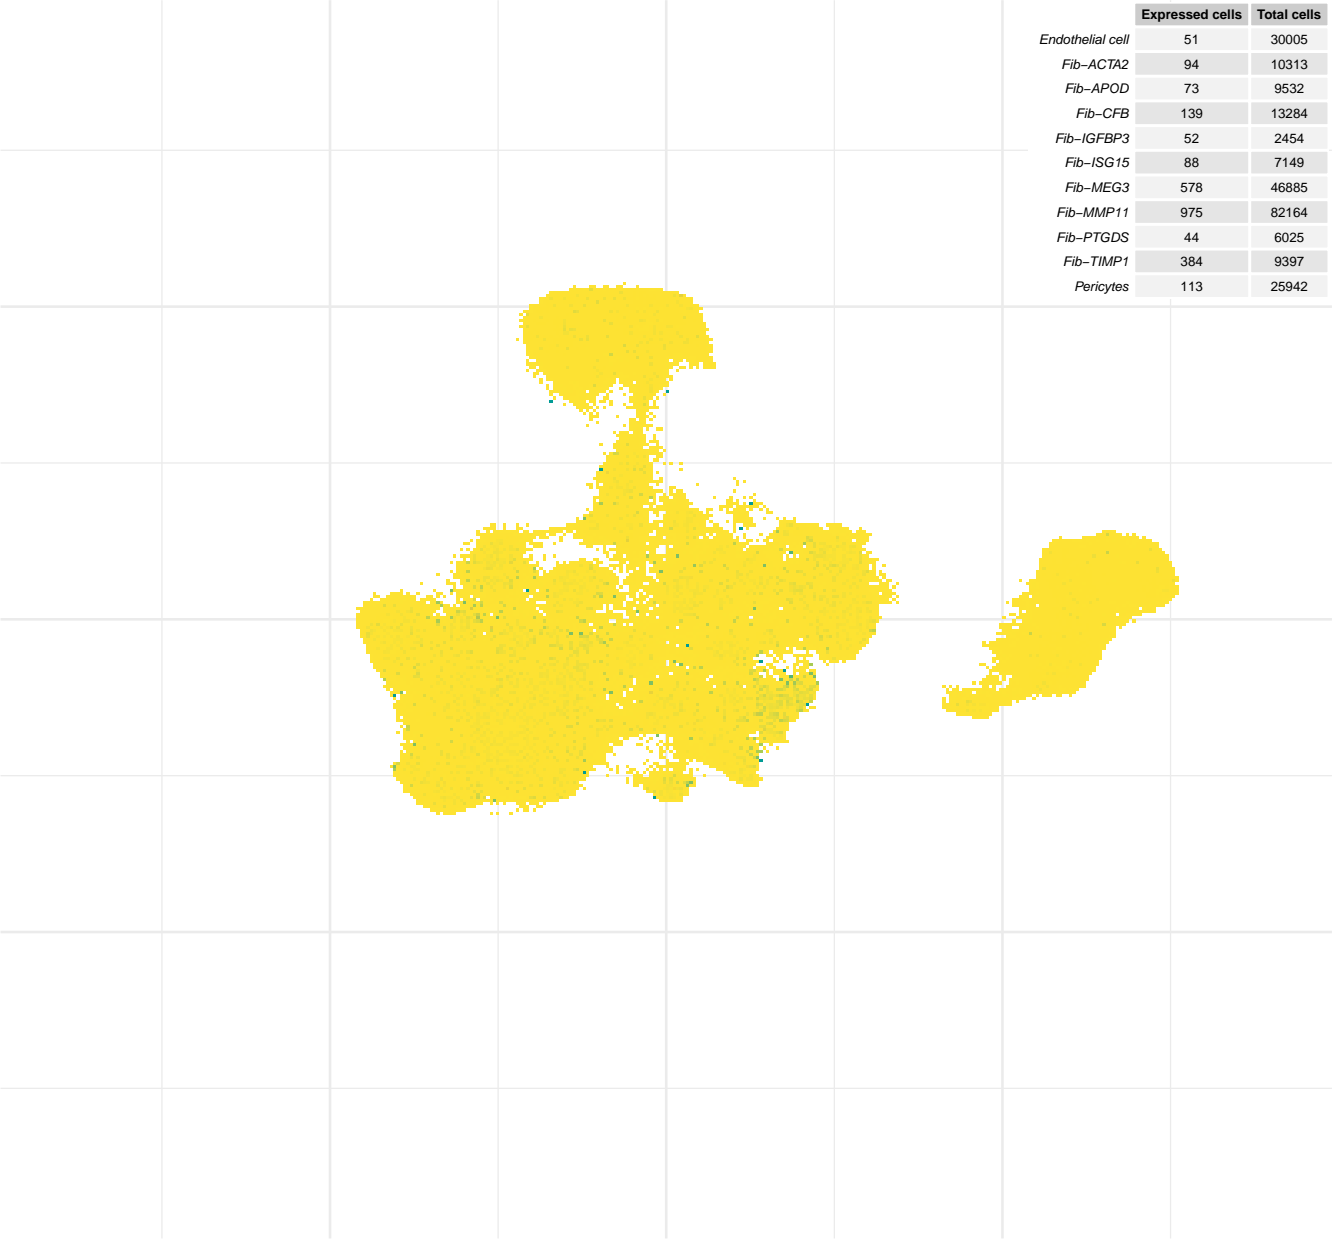 Expressed cells Total cells
Endothelial cell 51 30005
Fib−ACTA2 94 10313
Fib−APOD 73 9532
Fib−CFB 139 13284
Fib−IGFBP3 52 2454
Fib−ISG15 88 7149
Fib−MEG3 578 46885
Fib−MMP11 975 82164
Fib−PTGDS 44 6025
Fib−TIMP1 384 9397
Pericytes 113 25942